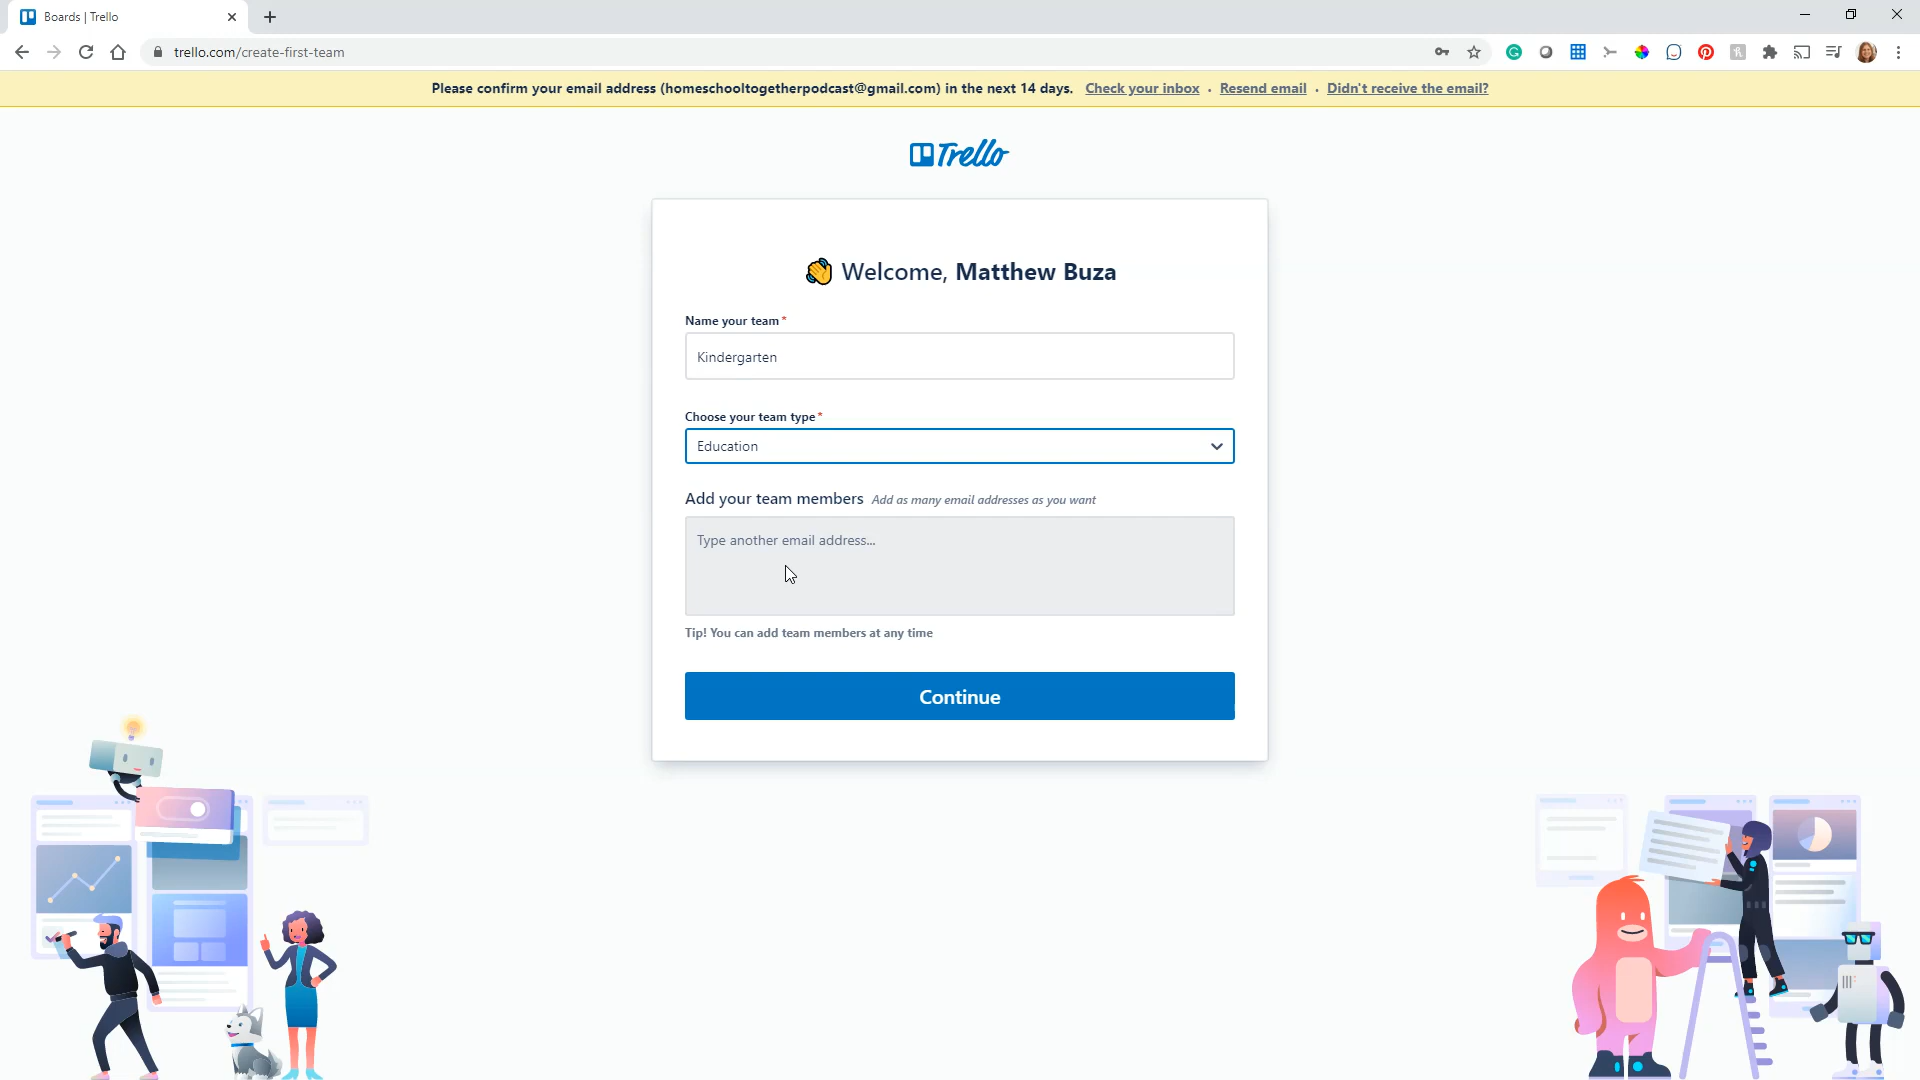 Boards | Trello
trello.com/create-first-team
Please confirm your email address (homeschooltogetherpodcast@gmail.com) in the next 14 days. Check your inbox · Resend email · Didn't receive the email?
Trello
Welcome, Matthew Buza
Name your team*
Kindergarten
Choose your team type*
Education
Add your team members Add as many email addresses as you want
Type another email address...
Tip! You can add team members at any time
Continue